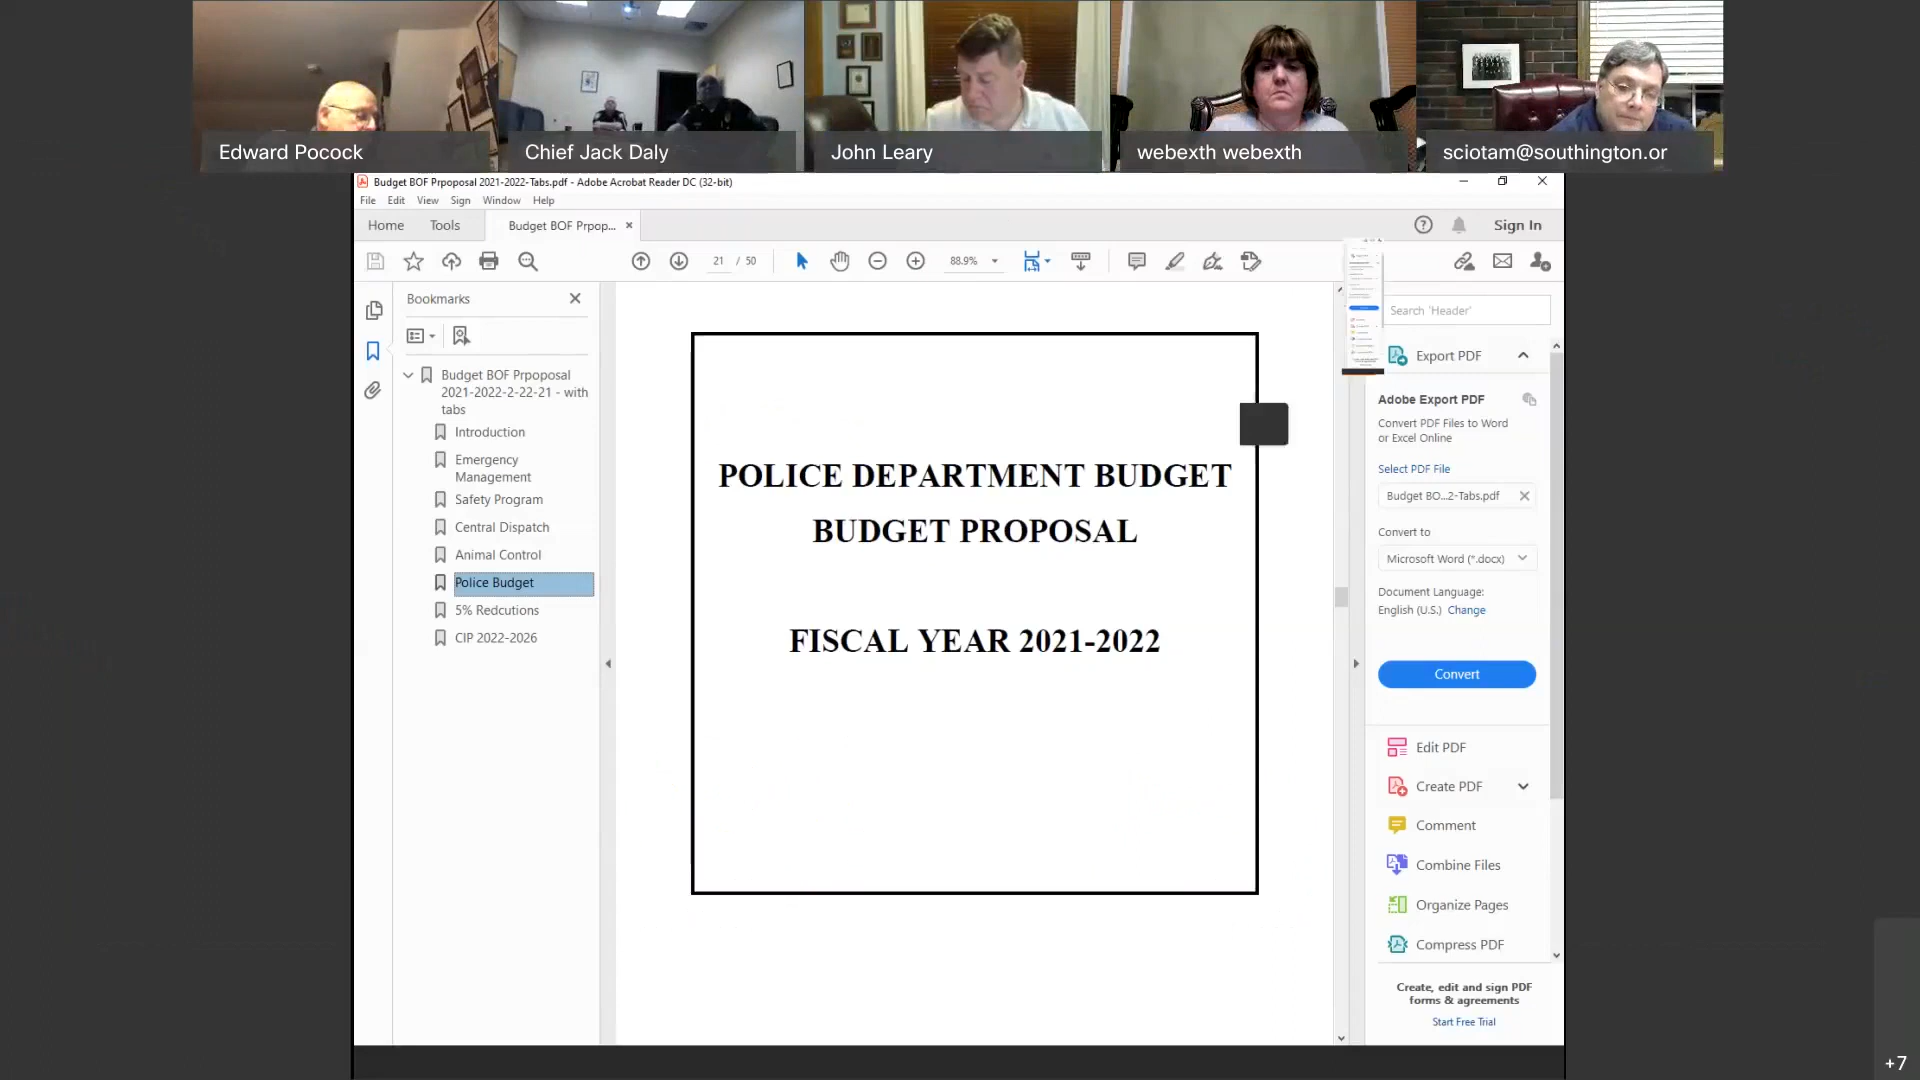 Edward Pocock
Chief Jack Daly
John Leary
webexth webexth
sciotam@southington.or
Budget BOF Prpoposal 2021-2022-Tabs.pdf - Adobe Acrobat Reader DC (32-bit)
File Edit View Sign Window Help
Home Tools Budget BOF Prpop... Sign In
21 / 50 88.9%
Bookmarks
Budget BOF Prpoposal
2021-2022-2-22-21 - with
tabs
Introduction
Emergency
Management
Safety Program
Central Dispatch
Animal Control
Police Budget
5% Redcutions
CIP 2022-2026
POLICE DEPARTMENT BUDGET
BUDGET PROPOSAL
FISCAL YEAR 2021-2022
Search 'Header'
Export PDF
Adobe Export PDF
Convert PDF Files to Word
or Excel Online
Select PDF File
Budget BO...2-Tabs.pdf
Convert to
Microsoft Word (*.docx)
Document Language:
English (U.S.) Change
Convert
Edit PDF
Create PDF
Comment
Combine Files
Organize Pages
Compress PDF
Create, edit and sign PDF
forms & agreements
Start Free Trial
+7